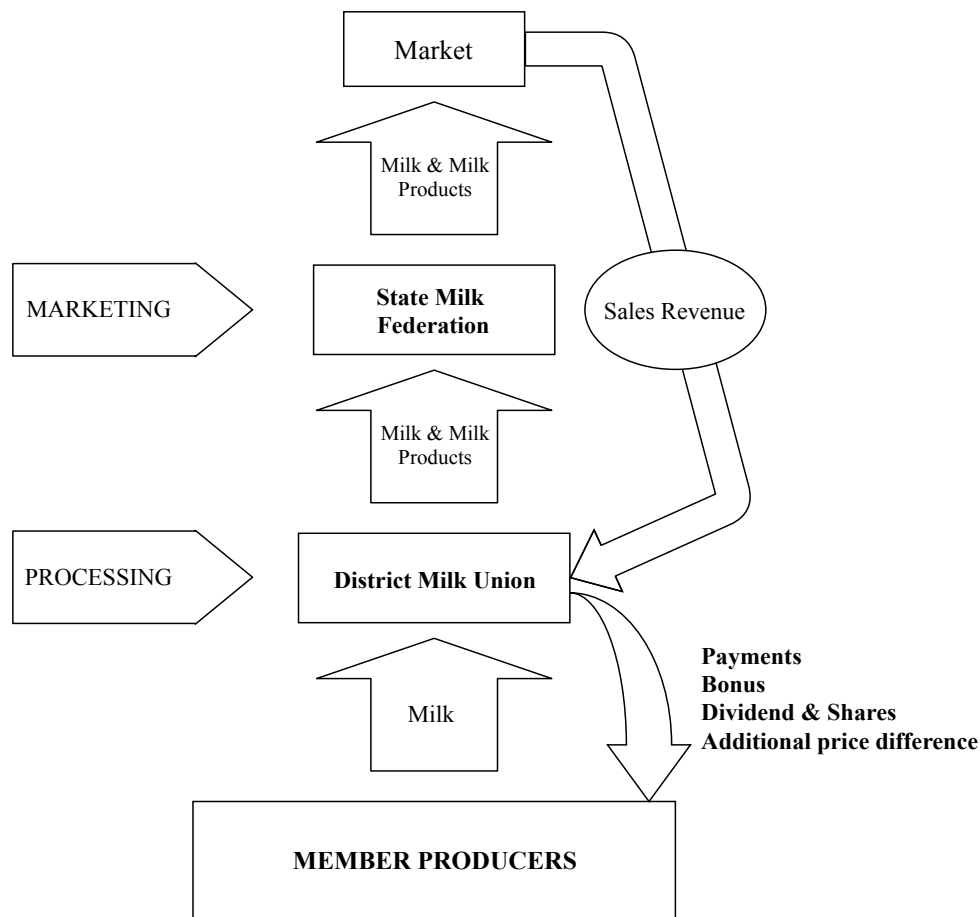 Market
Milk & Milk
Products
MARKETING
State Milk
Federation
Sales Revenue
Milk & Milk
Products
PROCESSING
District Milk Union
Payments
Bonus
Dividend & Shares
Additional price difference
Milk
MEMBER PRODUCERS